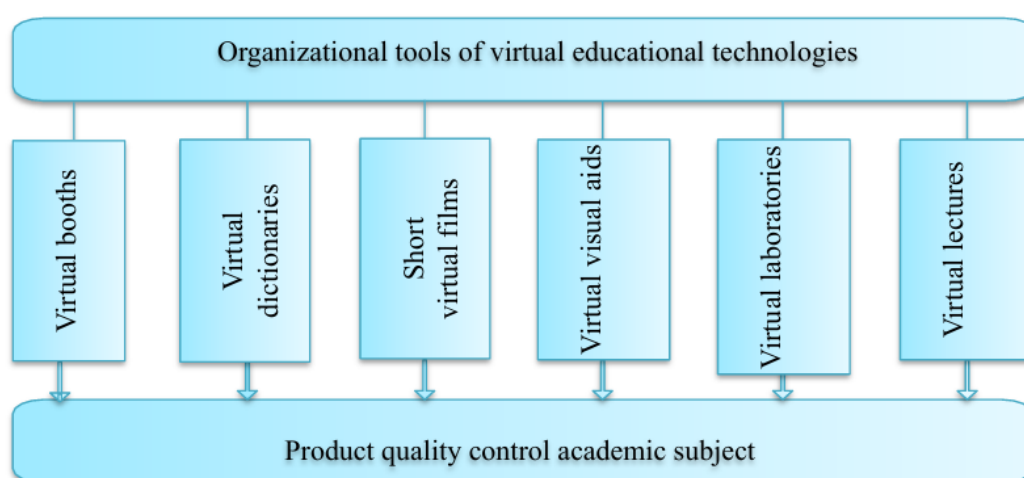 Organizational tools of virtual educational technologies
Virtual booths
Virtual
dictionaries
Short
virtual films
Virtual visual aids
Virtual laboratories
Virtual lectures
Product quality control academic subject